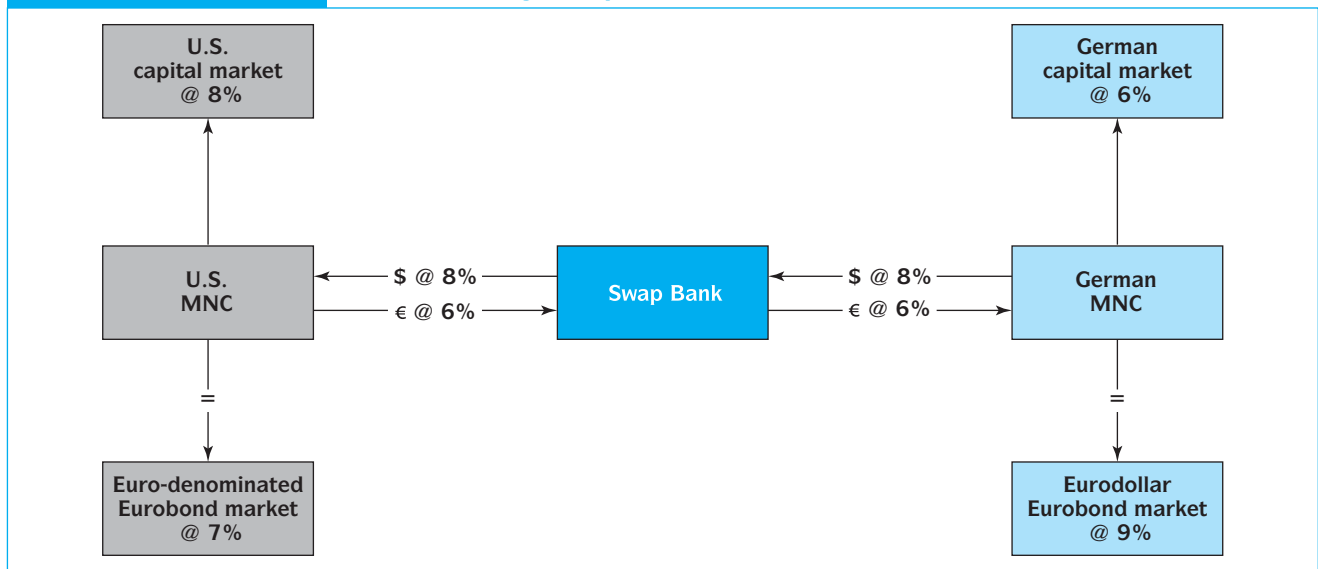 U.S.
capital market
@ 8%
German
capital market
@ 6%
U.S.
MNC
$ @ 8%
€ @ 6%
Swap Bank
$ @ 8%
€ @ 6%
German
MNC
=
=
Euro-denominated
Eurobond market
@ 7%
Eurodollar
Eurobond market
@ 9%